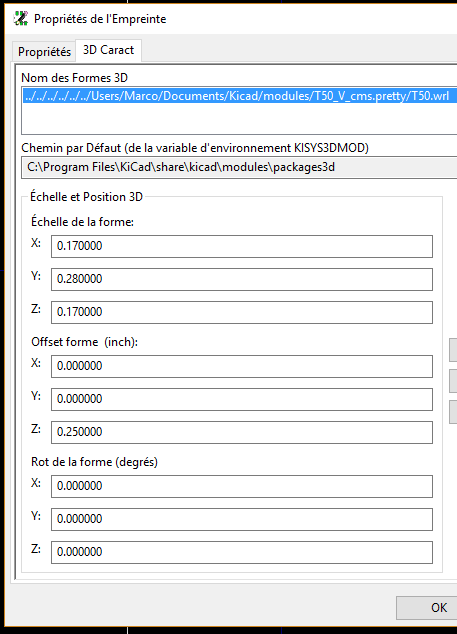 Propriétés de l'Empreinte
Propriétés 3D Caract
Nom des Formes 3D
../../../../../../Users/Marco/Documents/Kicad/modules/T50_V_cms.pretty/T50.wrl
Chemin par Défaut (de la variable d'environnement KISYS3DMOD)
C:\Program Files\KiCad\share\kicad\modules\packages3d
Échelle et Position 3D
Échelle de la forme:
X: 0.170000
Y: 0.280000
Z: 0.170000
Offset forme (inch):
X: 0.000000
Y: 0.000000
Z: 0.250000
Rot de la forme (degrés)
X: 0.000000
Y: 0.000000
Z: 0.000000
OK